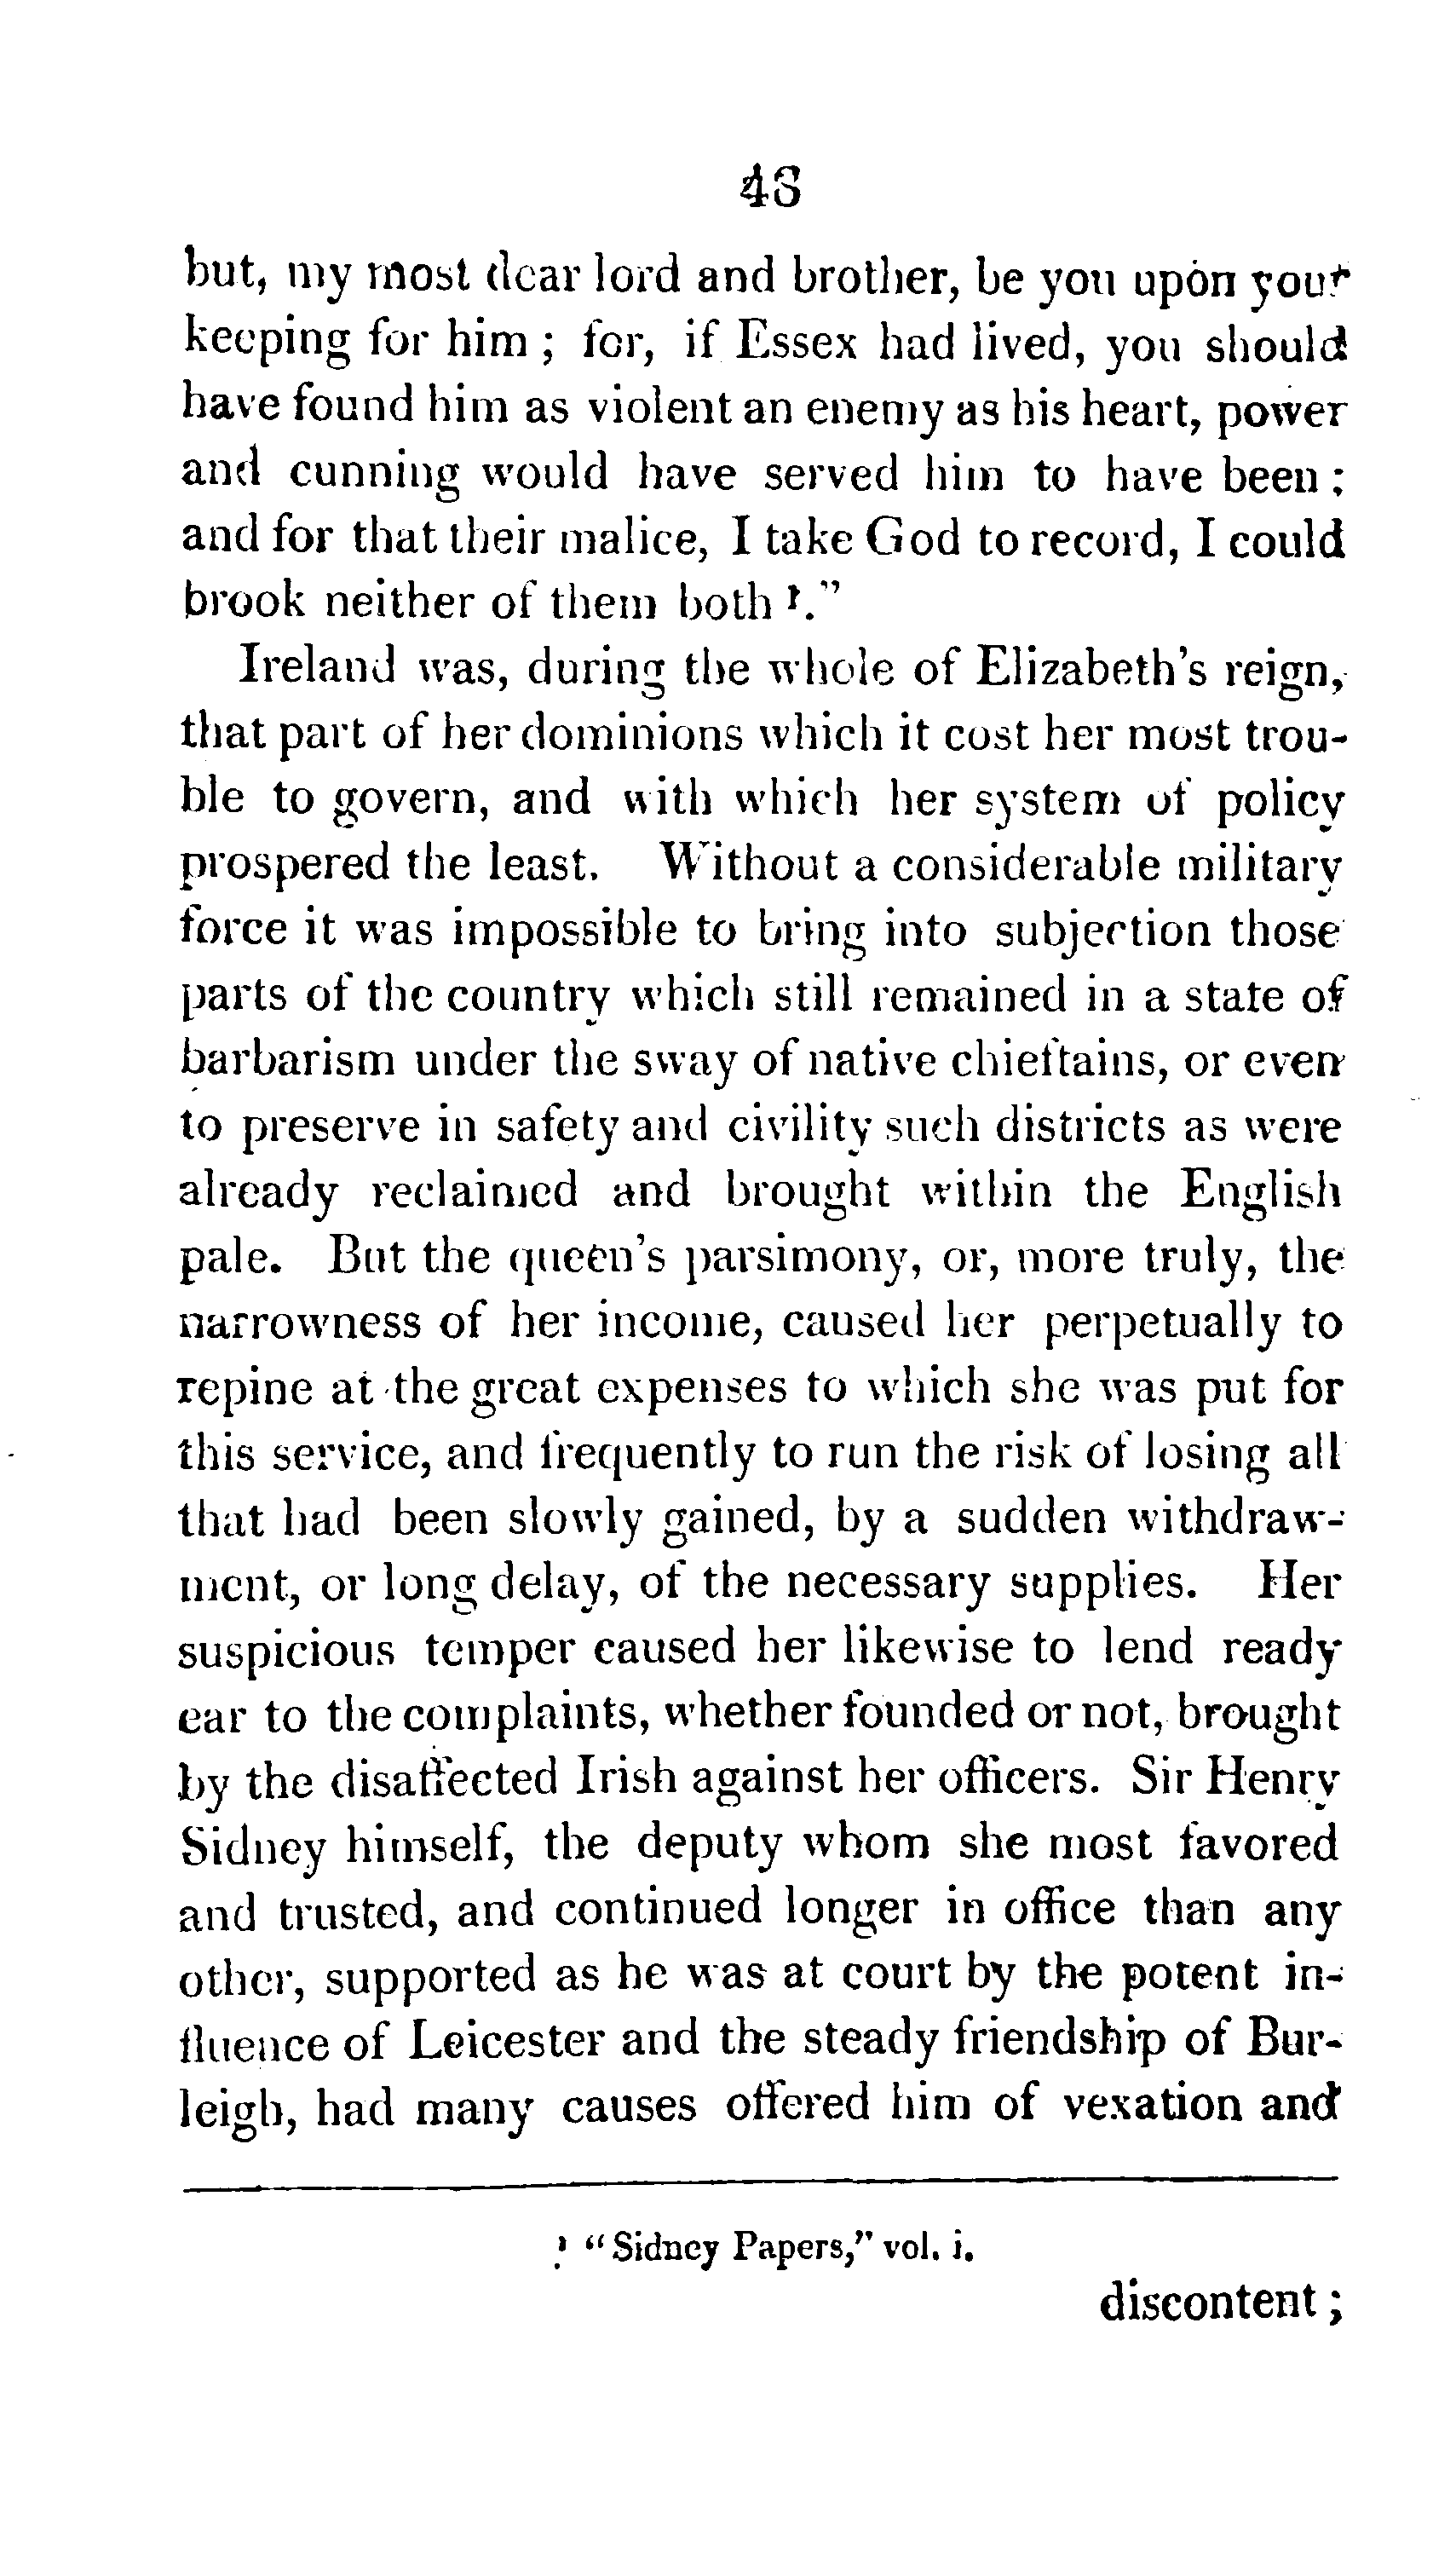 48
but, my most dear lord and brother, be you upon your
keeping for him ; for, if Essex had lived, you should
have found him as violent an enemy as his heart, power
and cunning would have served him to have been ;
and for that their malice, I take God to record, I could
brook neither of them both ¹."
Ireland was, during the whole of Elizabeth's reign,
that part of her dominions which it cost her most trou-
ble to govern, and with which her system of policy
prospered the least. Without a considerable military
force it was impossible to bring into subjection those
parts of the country which still remained in a state of
barbarism under the sway of native chieftains, or even
to preserve in safety and civility such districts as were
already reclaimed and brought within the English
pale. But the queen's parsimony, or, more truly, the
narrowness of her income, caused her perpetually to
repine at the great expenses to which she was put for
this service, and frequently to run the risk of losing all
that had been slowly gained, by a sudden withdraw-
ment, or long delay, of the necessary supplies. Her
suspicious temper caused her likewise to lend ready
ear to the complaints, whether founded or not, brought
by the disaffected Irish against her officers. Sir Henry
Sidney himself, the deputy whom she most favored
and trusted, and continued longer in office than any
other, supported as he was at court by the potent in-
fluence of Leicester and the steady friendship of Bur-
leigh, had many causes offered him of vexation and
¹ "Sidney Papers," vol. i.
discontent ;